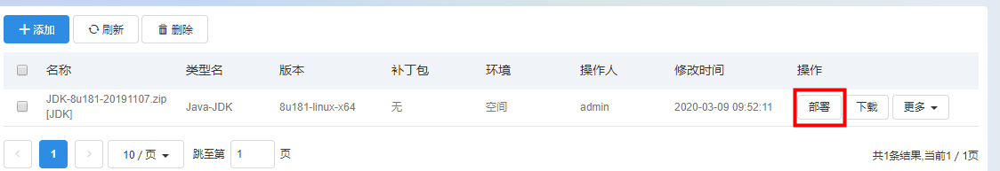 添加 刷新 删除
名称 类型名 版本 补丁包 环境 操作人 修改时间 操作
JDK-8u181-20191107.zip
[JDK] Java-JDK 8u181-linux-x64 无 空间 admin 2020-03-09 09:52:11 部署 下载 更多
1 10 / 页 跳至第 1 页 共1条结果,当前1 / 1页